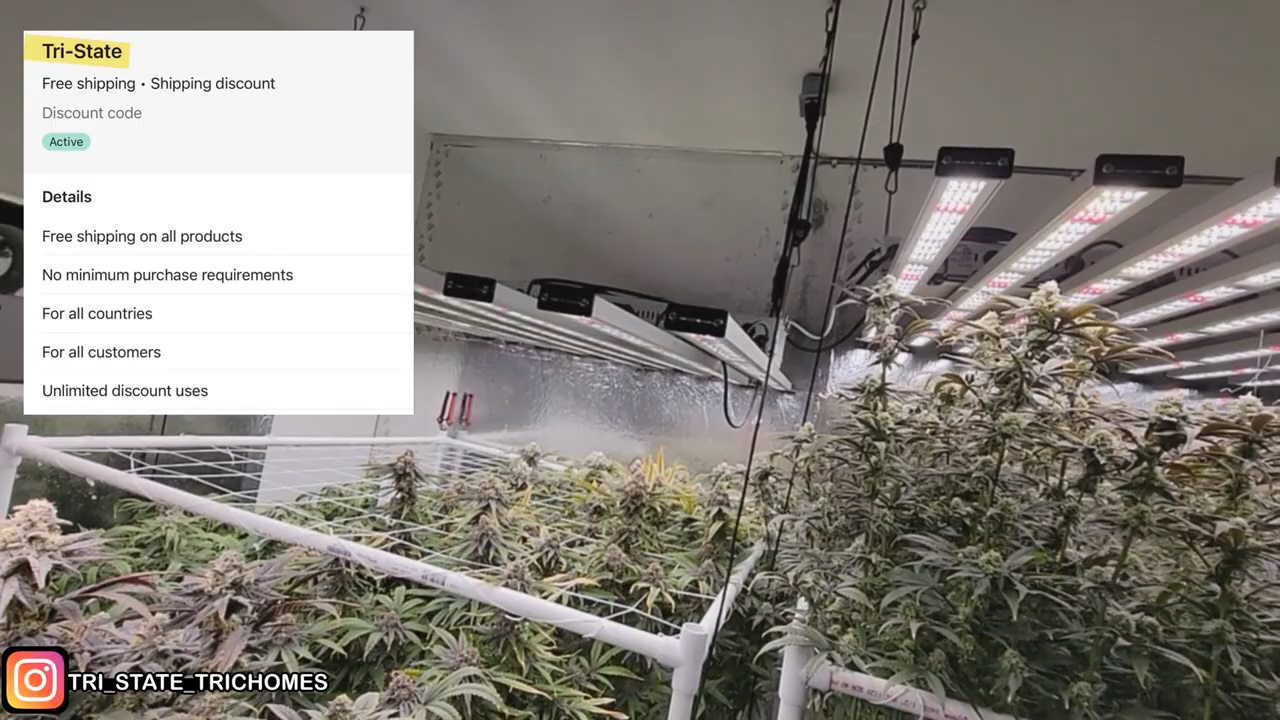 Tri-State
Free shipping • Shipping discount
Discount code
Active
Details
Free shipping on all products
No minimum purchase requirements
For all countries
For all customers
Unlimited discount uses
TRI_STATE_TRICHOMES